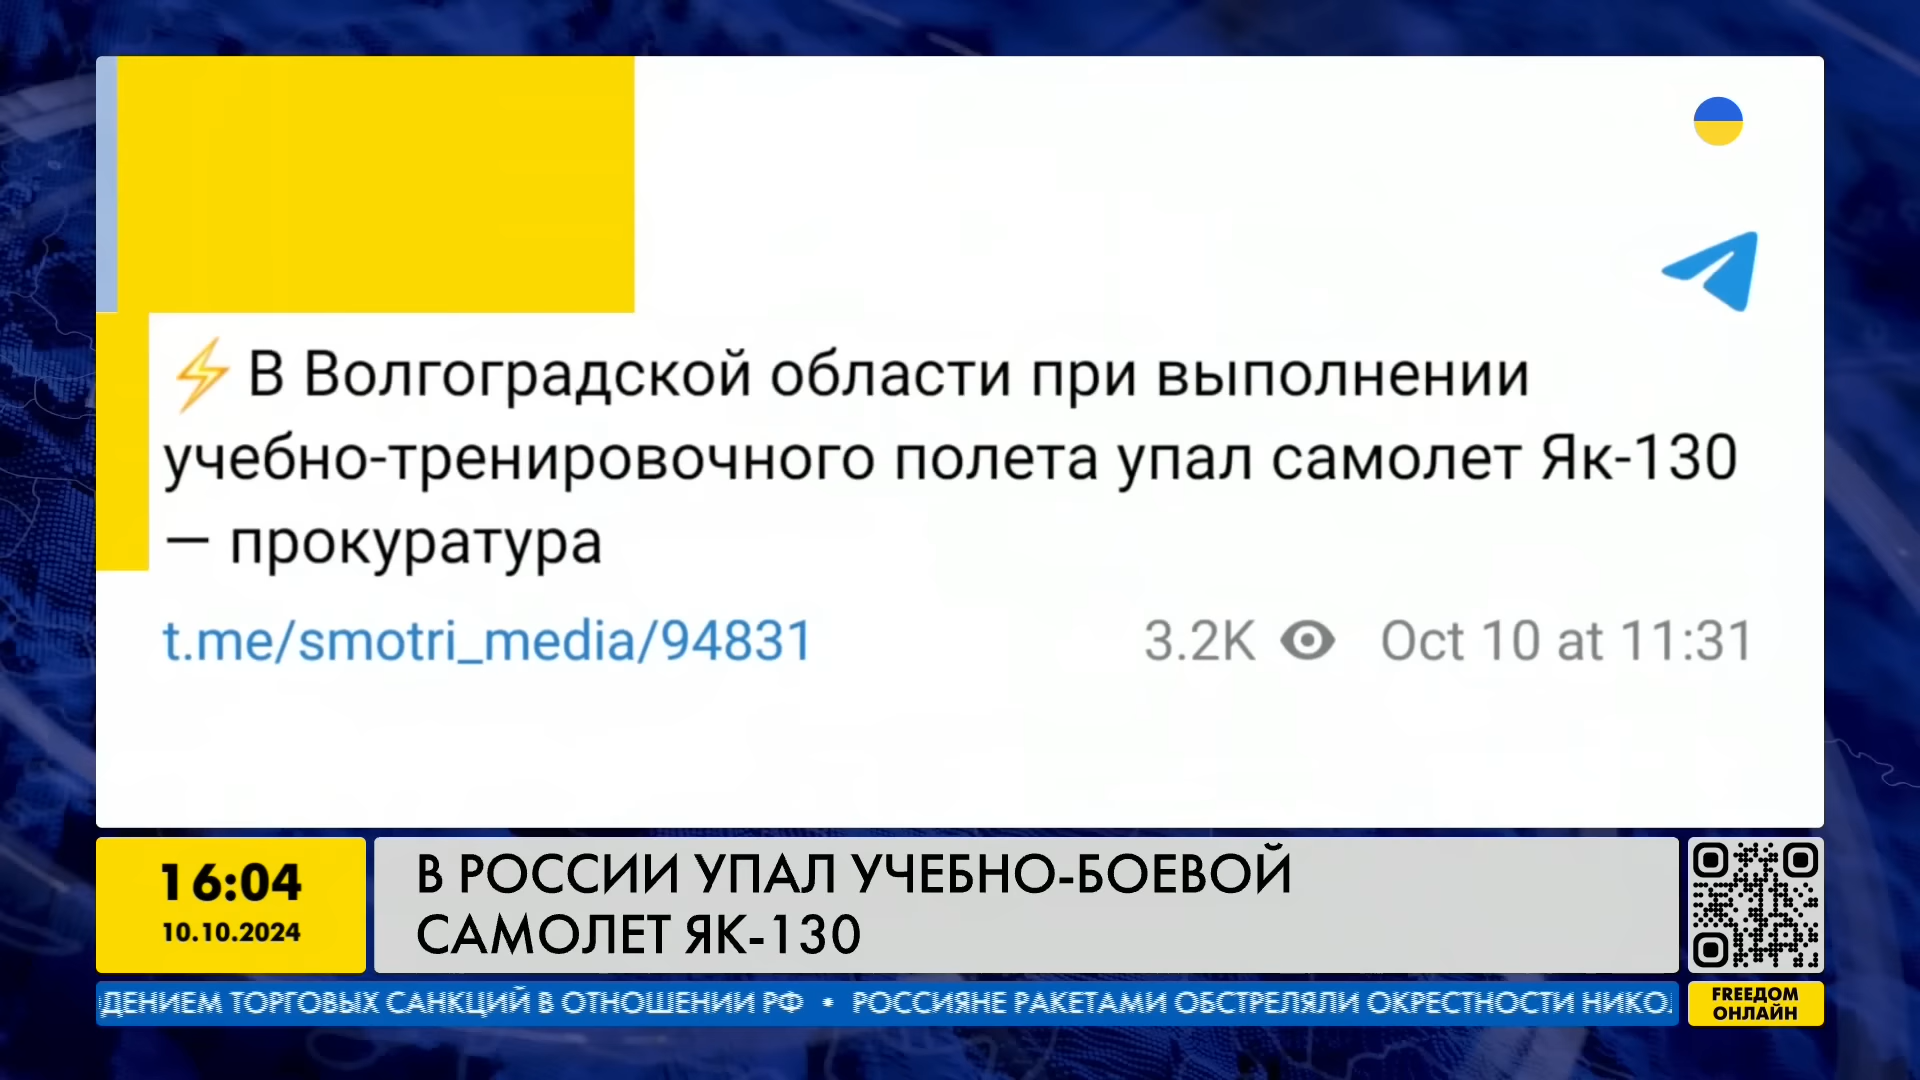 ⚡ В Волгоградской области при выполнении
учебно-тренировочного полета упал самолет Як-130
— прокуратура
t.me/smotri_media/94831 3.2K Oct 10 at 11:31
16:04
10.10.2024
В РОССИИ УПАЛ УЧЕБНО-БОЕВОЙ
САМОЛЕТ ЯК-130
ТОРГОВЫХ САНКЦИЙ В ОТНОШЕНИИ РФ • РОССИЯНЕ РАКЕТАМИ ОБСТРЕЛЯЛИ ОКРЕСТНОСТИ
FREEДОМ
ОНЛАЙН